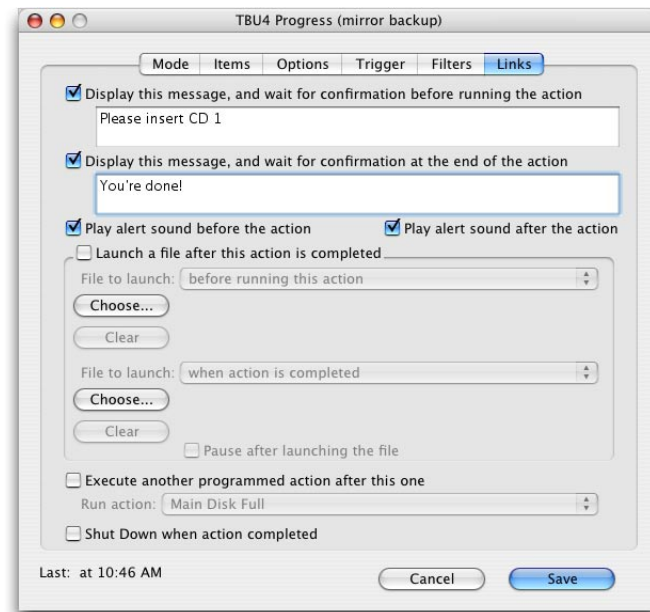 TBU4 Progress (mirror backup)
Mode Items Options Trigger Filters Links
Display this message, and wait for confirmation before running the action
Please insert CD 1
Display this message, and wait for confirmation at the end of the action
You're done!
Play alert sound before the action Play alert sound after the action
Launch a file after this action is completed
File to launch: before running this action
Choose...
Clear
File to launch: when action is completed
Choose...
Clear
Pause after launching the file
Execute another programmed action after this one
Run action: Main Disk Full
Shut Down when action completed
Last: at 10:46 AM Cancel Save